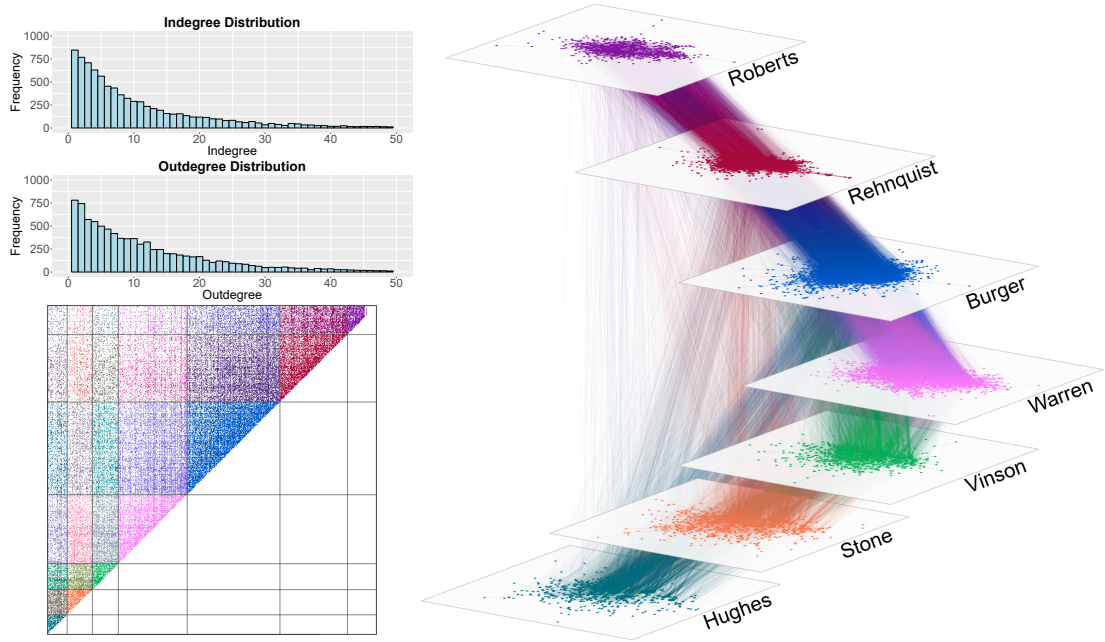 Indegree Distribution
1000
750
500
250
0
Frequency
0 10 20 30 40 50
Indegree
Outdegree Distribution
1000
750
500
250
0
Frequency
0 10 20 30 40 50
Outdegree
Roberts
Rehnquist
Burger
Warren
Vinson
Stone
Hughes